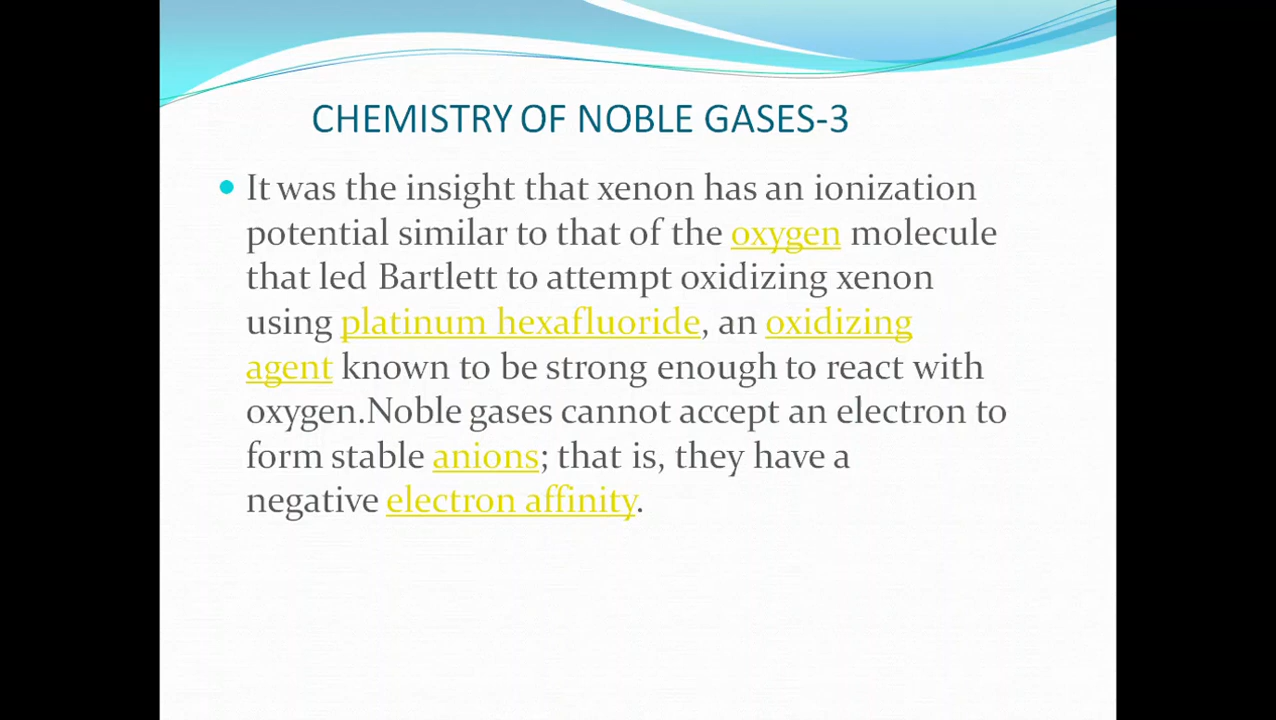 CHEMISTRY OF NOBLE GASES-3
• It was the insight that xenon has an ionization
potential similar to that of the oxygen molecule
that led Bartlett to attempt oxidizing xenon
using platinum hexafluoride, an oxidizing
agent known to be strong enough to react with
oxygen.Noble gases cannot accept an electron to
form stable anions; that is, they have a
negative electron affinity.